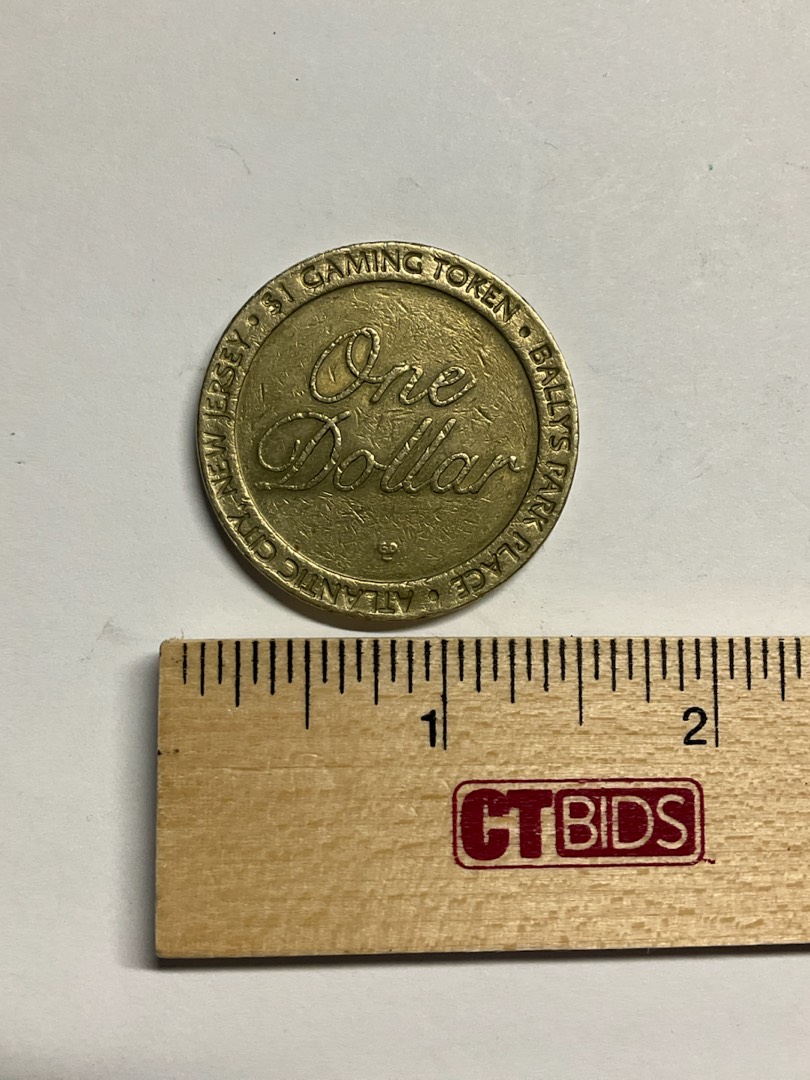 $1 GAMING TOKEN • BALLY'S PARK PLACE • ATLANTIC CITY, NEW JERSEY •
One
Dollar
1 2
CTBIDS